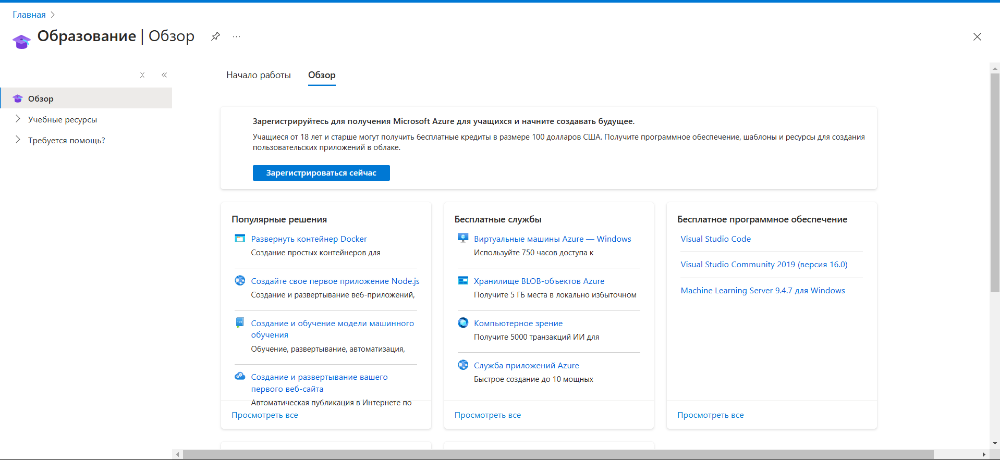 Главная
Образование | Обзор
Обзор
Учебные ресурсы
Требуется помощь?
Начало работы
Обзор
Зарегистрируйтесь для получения Microsoft Azure для учащихся и начните создавать будущее.
Учащиеся от 18 лет и старше могут получить бесплатные кредиты в размере 100 долларов США. Получите программное обеспечение, шаблоны и ресурсы для создания
пользовательских приложений в облаке.
Зарегистрироваться сейчас
Популярные решения
Развернуть контейнер Docker
Создание простых контейнеров для
Создайте свое первое приложение Node.js
Создание и развертывание веб-приложений,
Создание и обучение модели машинного
обучения
Обучение, развертывание, автоматизация,
Создание и развертывание вашего
первого веб-сайта
Автоматическая публикация в Интернете по
Просмотреть все
Бесплатные службы
Виртуальные машины Azure — Windows
Используйте 750 часов доступа к
Хранилище BLOB-объектов Azure
Получите 5 ГБ места в локально избыточном
Компьютерное зрение
Получите 5000 транзакций ИИ для
Служба приложений Azure
Быстрое создание до 10 мощных
Просмотреть все
Бесплатное программное обеспечение
Visual Studio Code
Visual Studio Community 2019 (версия 16.0)
Machine Learning Server 9.4.7 для Windows
Просмотреть все